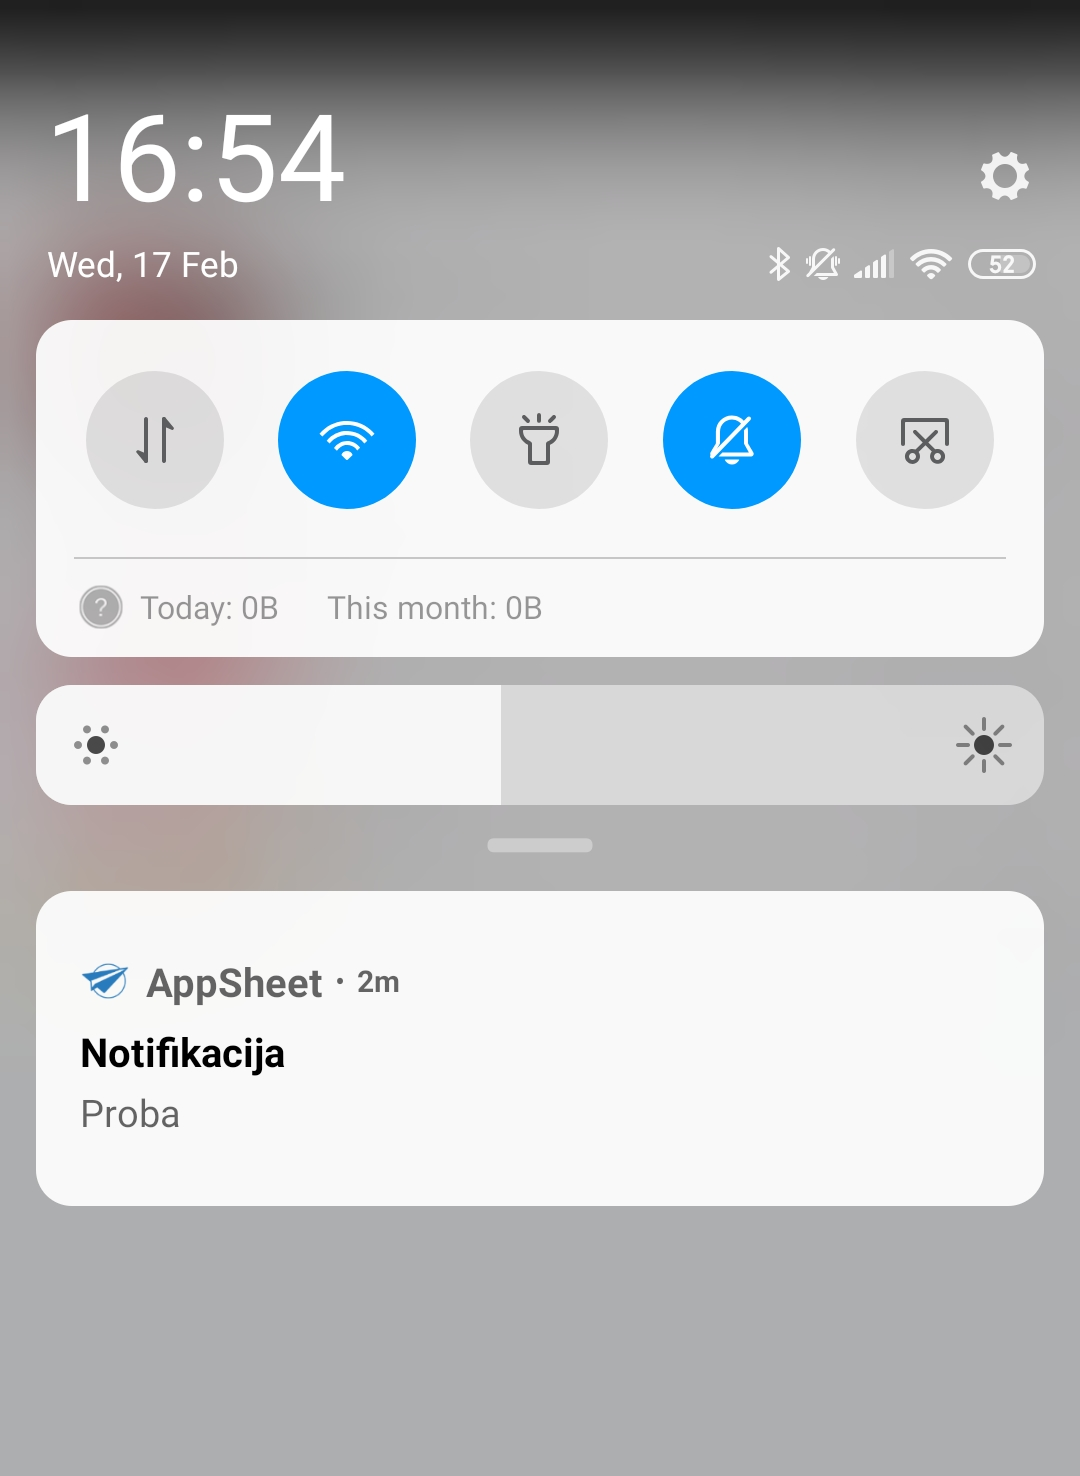 16:54
Wed, 17 Feb
52
? Today: 0B This month: 0B
AppSheet · 2m
Notifikacija
Proba